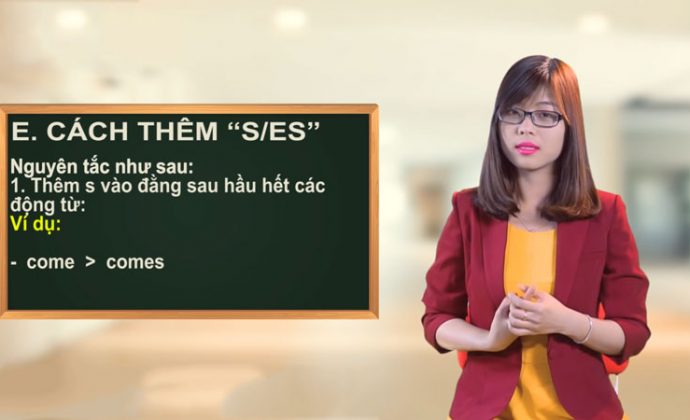 E. CÁCH THÊM “S/ES”
Nguyên tắc như sau:
1. Thêm s vào đằng sau hầu hết các
động từ:
Ví dụ:
- come > comes